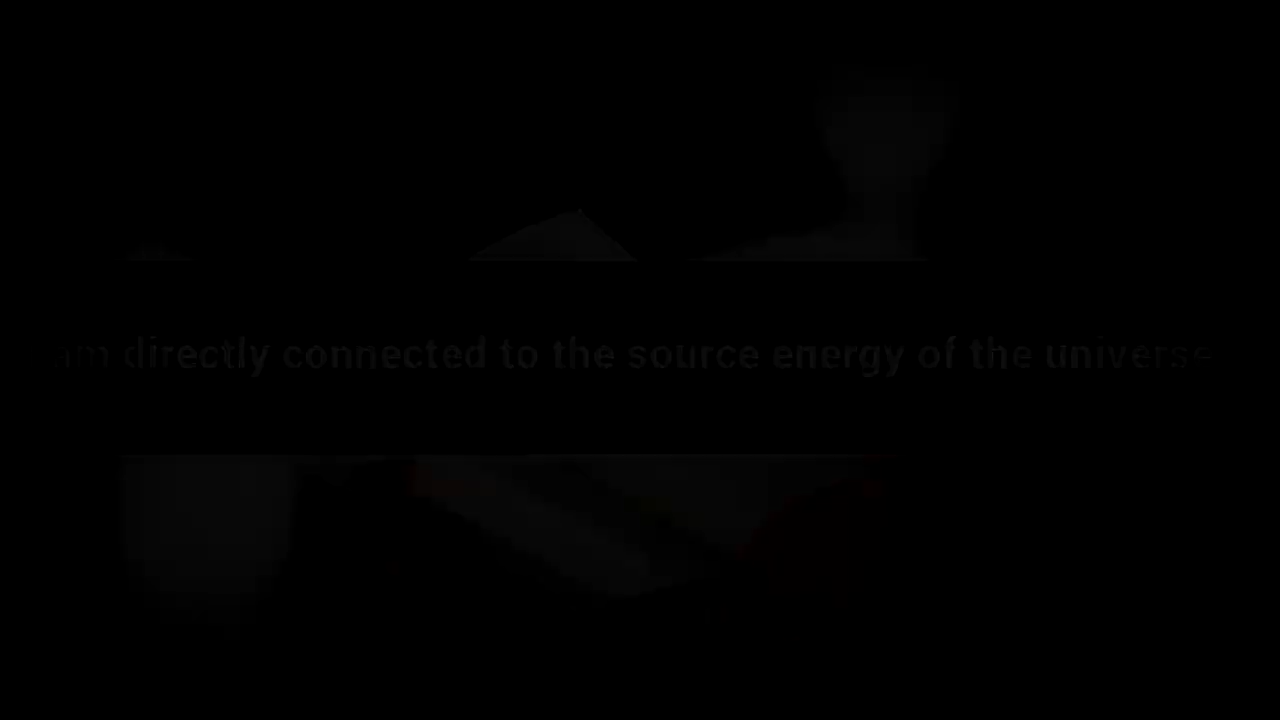 am directly connected to the source energy of the universe